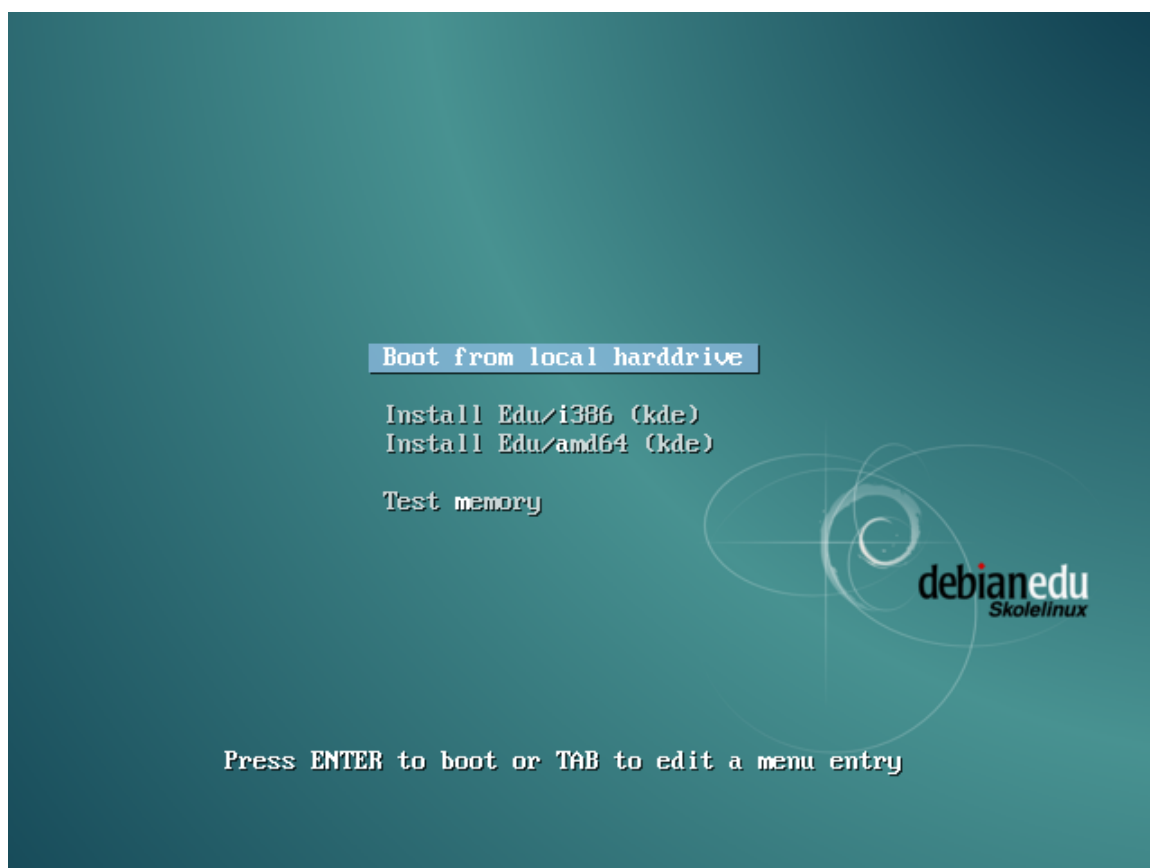 Boot from local harddrive
Install Edu/i386 (kde)
Install Edu/amd64 (kde)
Test memory
debianedu
Skolelinux
Press ENTER to boot or TAB to edit a menu entry